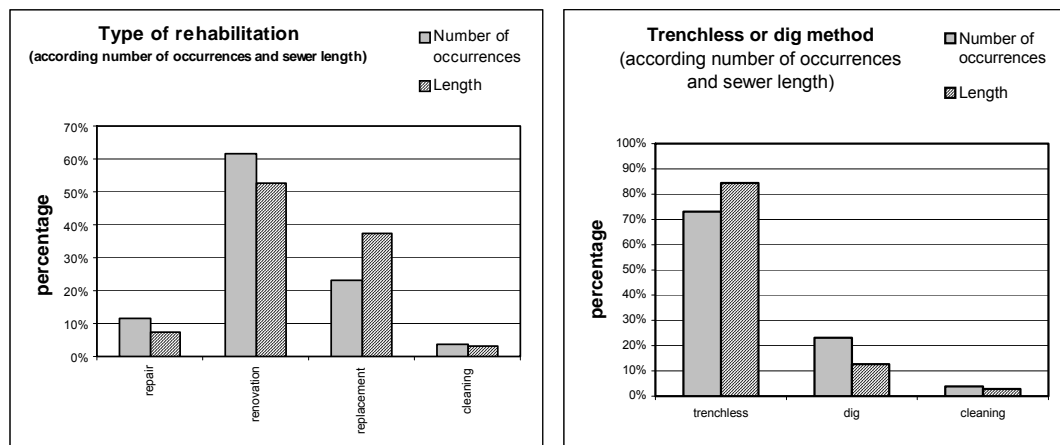 Type of rehabilitation
(according number of occurrences and sewer length)
Number of
occurrences
Length
percentage
70%
60%
50%
40%
30%
20%
10%
0%
repair
renovation
replacement
cleaning
Trenchless or dig method
(according number of occurrences
and sewer length)
Number of
occurrences
Length
percentage
100%
90%
80%
70%
60%
50%
40%
30%
20%
10%
0%
trenchless
dig
cleaning